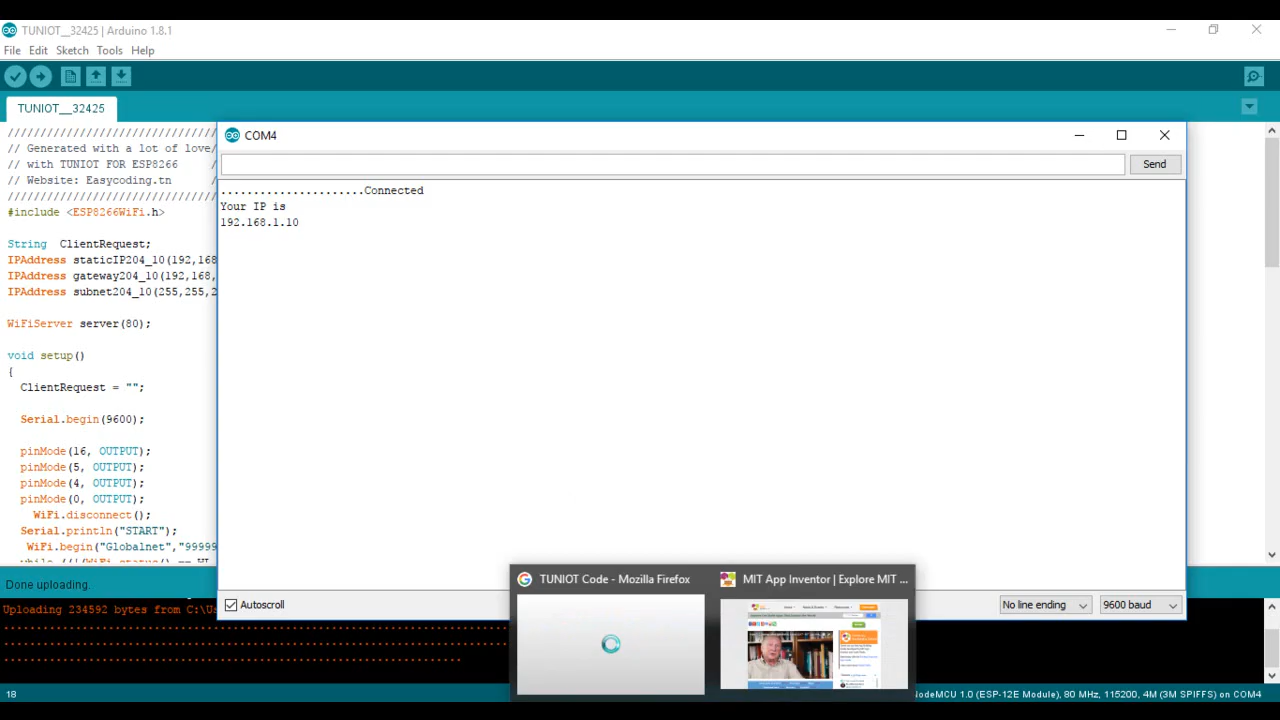 TUNIOT__32425 | Arduino 1.8.1
File Edit Sketch Tools Help
TUNIOT__32425
////////////////////////////////
// Generated with a lot of love/
// with TUNIOT FOR ESP8266 /
// Website: Easycoding.tn /
////////////////////////////////
#include <ESP8266WiFi.h>
String ClientRequest;
IPAddress staticIP204_10(192,168
IPAddress gateway204_10(192,168,
IPAddress subnet204_10(255,255,2
WiFiServer server(80);
void setup()
{
ClientRequest = "";
Serial.begin(9600);
pinMode(16, OUTPUT);
pinMode(5, OUTPUT);
pinMode(4, OUTPUT);
pinMode(0, OUTPUT);
WiFi.disconnect();
Serial.println("START");
WiFi.begin("Globalnet","99999
COM4
Send
......................Connected
Your IP is
192.168.1.10
Autoscroll
No line ending
9600 baud
TUNIOT Code - Mozilla Firefox
MIT App Inventor | Explore MIT ...
Done uploading.
Uploading 234592 bytes from C:\Us
18
NodeMCU 1.0 (ESP-12E Module), 80 MHz, 115200, 4M (3M SPIFFS) on COM4